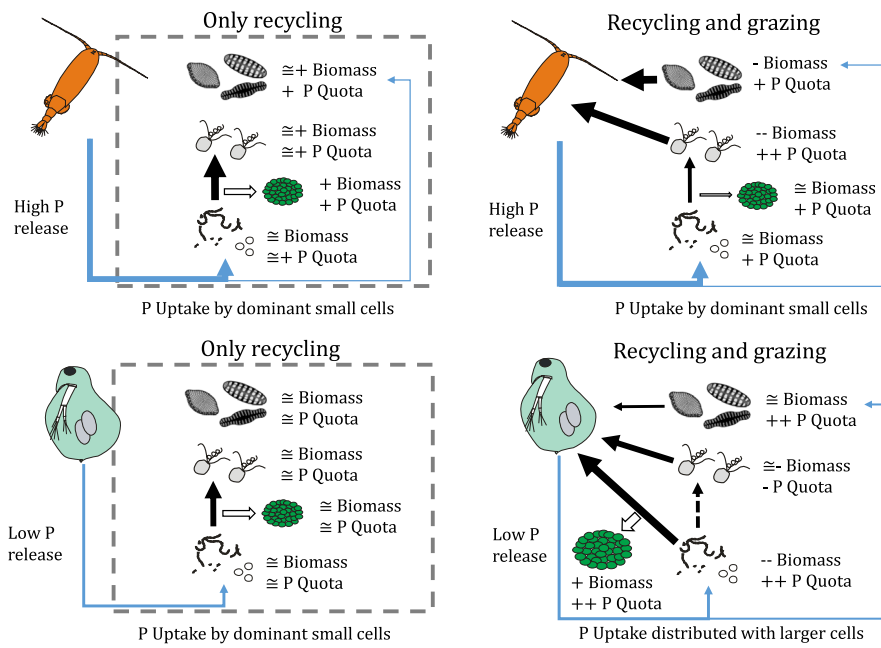 Only recycling
≅+ Biomass
+ P Quota
≅+ Biomass
≅+ P Quota
+ Biomass
+ P Quota
≅ Biomass
≅+ P Quota
High P
release
P Uptake by dominant small cells
Recycling and grazing
- Biomass
+ P Quota
-- Biomass
++ P Quota
≅ Biomass
+ P Quota
≅ Biomass
+ P Quota
High P
release
P Uptake by dominant small cells
Only recycling
≅ Biomass
≅ P Quota
≅ Biomass
≅ P Quota
≅ Biomass
≅ P Quota
≅ Biomass
≅ P Quota
Low P
release
P Uptake by dominant small cells
Recycling and grazing
≅ Biomass
++ P Quota
≅- Biomass
- P Quota
Low P
release
-- Biomass
++ P Quota
+ Biomass
++ P Quota
P Uptake distributed with larger cells